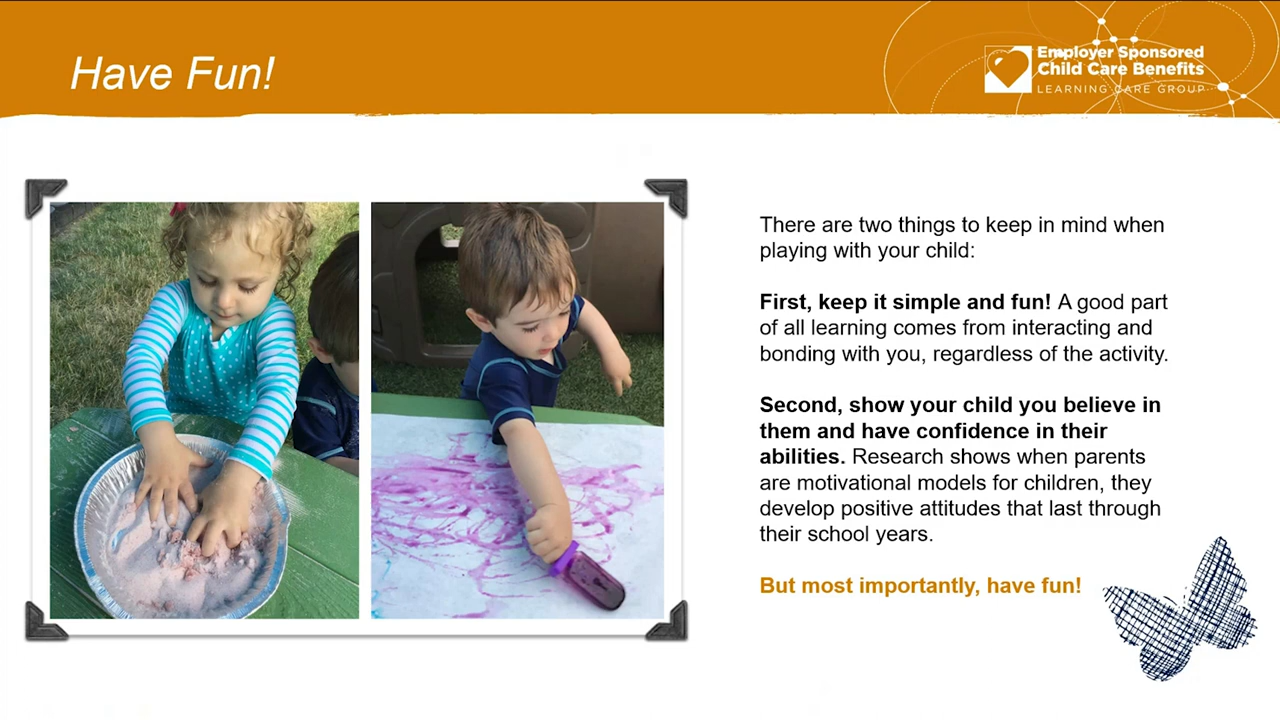 Have Fun!
Employer Sponsored
Child Care Benefits
LEARNING CARE GROUP
There are two things to keep in mind when
playing with your child:
First, keep it simple and fun! A good part
of all learning comes from interacting and
bonding with you, regardless of the activity.
Second, show your child you believe in
them and have confidence in their
abilities. Research shows when parents
are motivational models for children, they
develop positive attitudes that last through
their school years.
But most importantly, have fun!